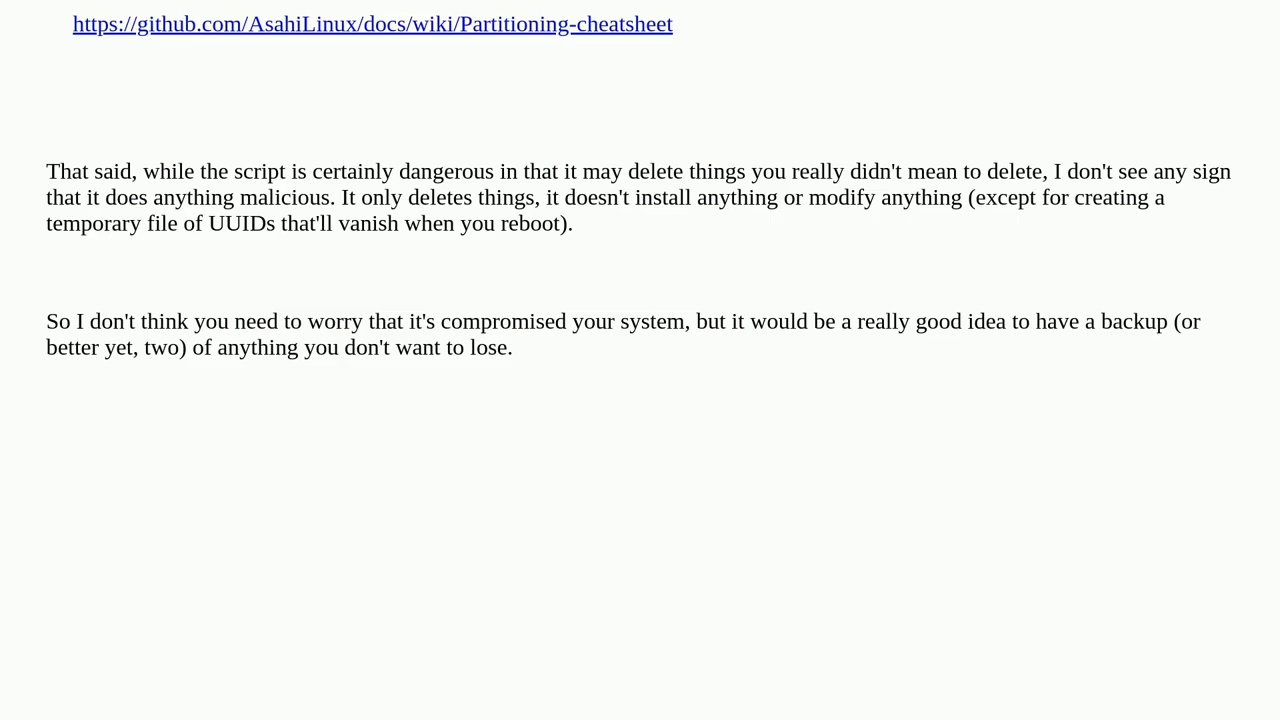 https://github.com/AsahiLinux/docs/wiki/Partitioning-cheatsheet
That said, while the script is certainly dangerous in that it may delete things you really didn't mean to delete, I don't see any sign
that it does anything malicious. It only deletes things, it doesn't install anything or modify anything (except for creating a
temporary file of UUIDs that'll vanish when you reboot).
So I don't think you need to worry that it's compromised your system, but it would be a really good idea to have a backup (or
better yet, two) of anything you don't want to lose.